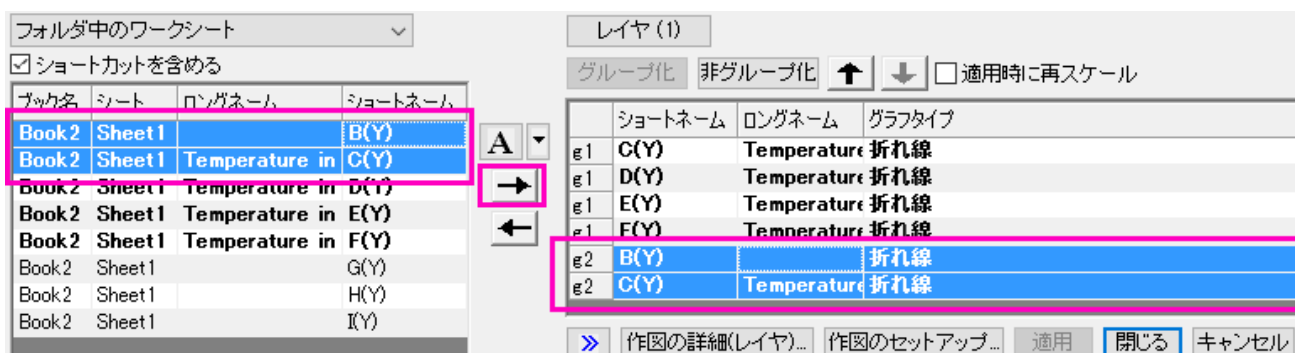 フォルダ中のワークシート
ショートカットを含める
ブック名 シート ロングネーム ショートネーム
Book2 Sheet1 B(Y)
Book2 Sheet1 Temperature in C(Y)
Book2 Sheet1 Temperature in D(Y)
Book2 Sheet1 Temperature in E(Y)
Book2 Sheet1 Temperature in F(Y)
Book2 Sheet1 G(Y)
Book2 Sheet1 H(Y)
Book2 Sheet1 I(Y)
A
レイヤ(1)
グループ化 非グループ化 適用時に再スケール
ショートネーム ロングネーム グラフタイプ
g1 C(Y) Temperature 折れ線
g1 D(Y) Temperature 折れ線
g1 E(Y) Temperature 折れ線
g1 F(Y) Temperature 折れ線
g2 B(Y) 折れ線
g2 C(Y) Temperature 折れ線
作図の詳細(レイヤ)... 作図のセットアップ... 適用 閉じる キャンセル